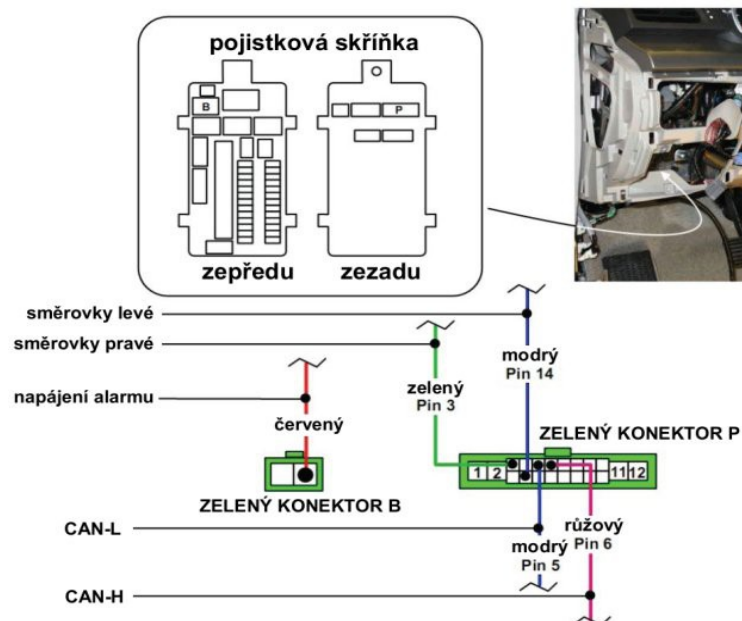 pojistková skříňka
B
P
zepředu
zezadu
směrovky levé
směrovky pravé
napájení alarmu
modrý
Pin 14
zelený
Pin 3
červený
ZELENÝ KONEKTOR P
1 2 11 12
ZELENÝ KONEKTOR B
CAN-L
růžový
Pin 6
modrý
Pin 5
CAN-H